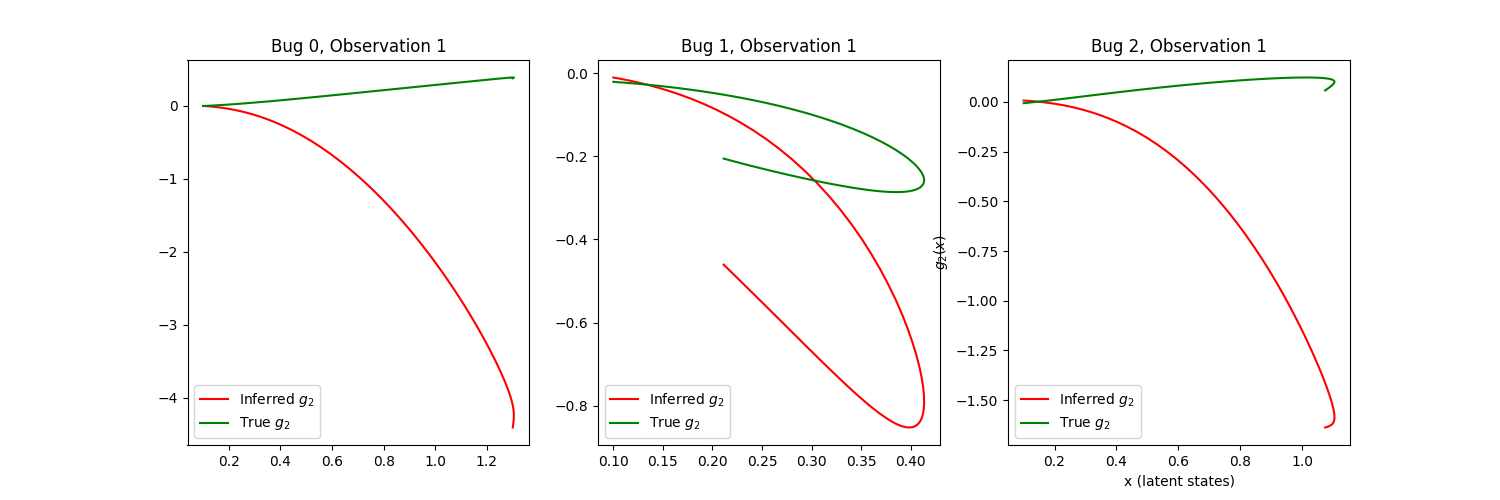 Bug 0, Observation 1
0
−1
−2
−3
−4
0.2 0.4 0.6 0.8 1.0 1.2
Inferred g₂
True g₂
Bug 1, Observation 1
0.0
−0.2
−0.4
−0.6
−0.8
0.10 0.15 0.20 0.25 0.30 0.35 0.40
Inferred g₂
True g₂
Bug 2, Observation 1
g₂(x)
0.00
−0.25
−0.50
−0.75
−1.00
−1.25
−1.50
0.2 0.4 0.6 0.8 1.0
x (latent states)
Inferred g₂
True g₂